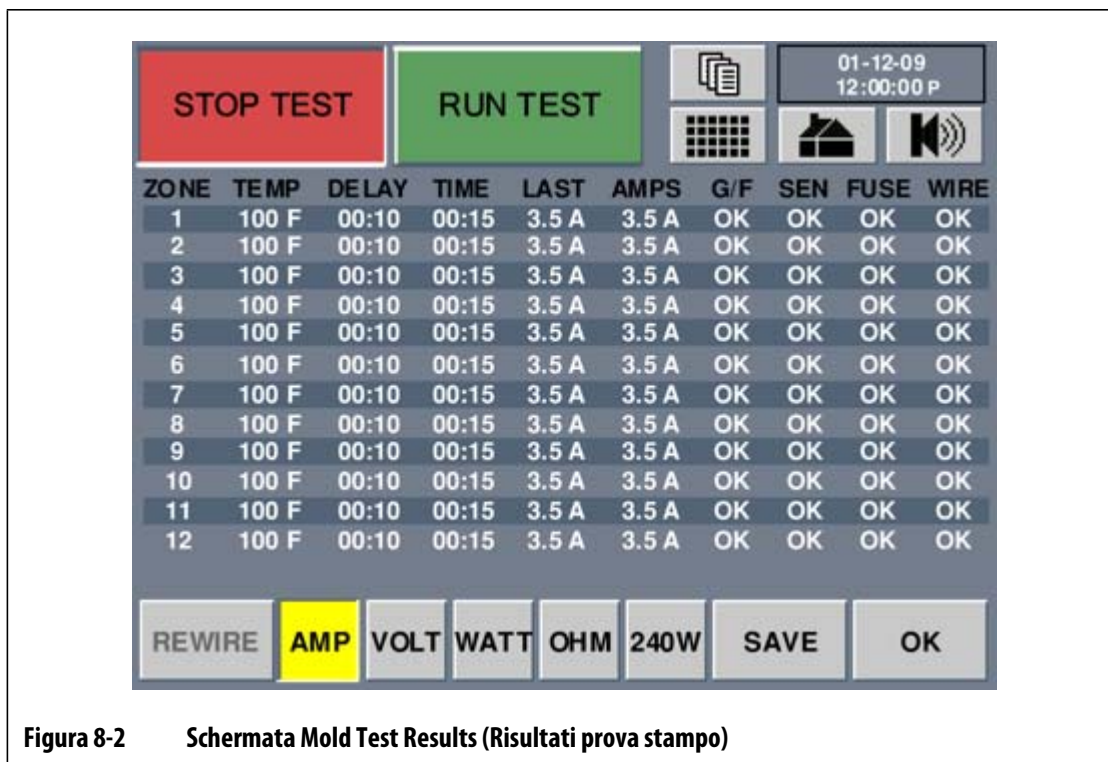 STOP TEST
RUN TEST
01-12-09
12:00:00 P
ZONE TEMP DELAY TIME LAST AMPS G/F SEN FUSE WIRE
1 100 F 00:10 00:15 3.5 A 3.5 A OK OK OK OK
2 100 F 00:10 00:15 3.5 A 3.5 A OK OK OK OK
3 100 F 00:10 00:15 3.5 A 3.5 A OK OK OK OK
4 100 F 00:10 00:15 3.5 A 3.5 A OK OK OK OK
5 100 F 00:10 00:15 3.5 A 3.5 A OK OK OK OK
6 100 F 00:10 00:15 3.5 A 3.5 A OK OK OK OK
7 100 F 00:10 00:15 3.5 A 3.5 A OK OK OK OK
8 100 F 00:10 00:15 3.5 A 3.5 A OK OK OK OK
9 100 F 00:10 00:15 3.5 A 3.5 A OK OK OK OK
10 100 F 00:10 00:15 3.5 A 3.5 A OK OK OK OK
11 100 F 00:10 00:15 3.5 A 3.5 A OK OK OK OK
12 100 F 00:10 00:15 3.5 A 3.5 A OK OK OK OK
REWIRE AMP VOLT WATT OHM 240W SAVE OK
Figura 8-2 Schermata Mold Test Results (Risultati prova stampo)